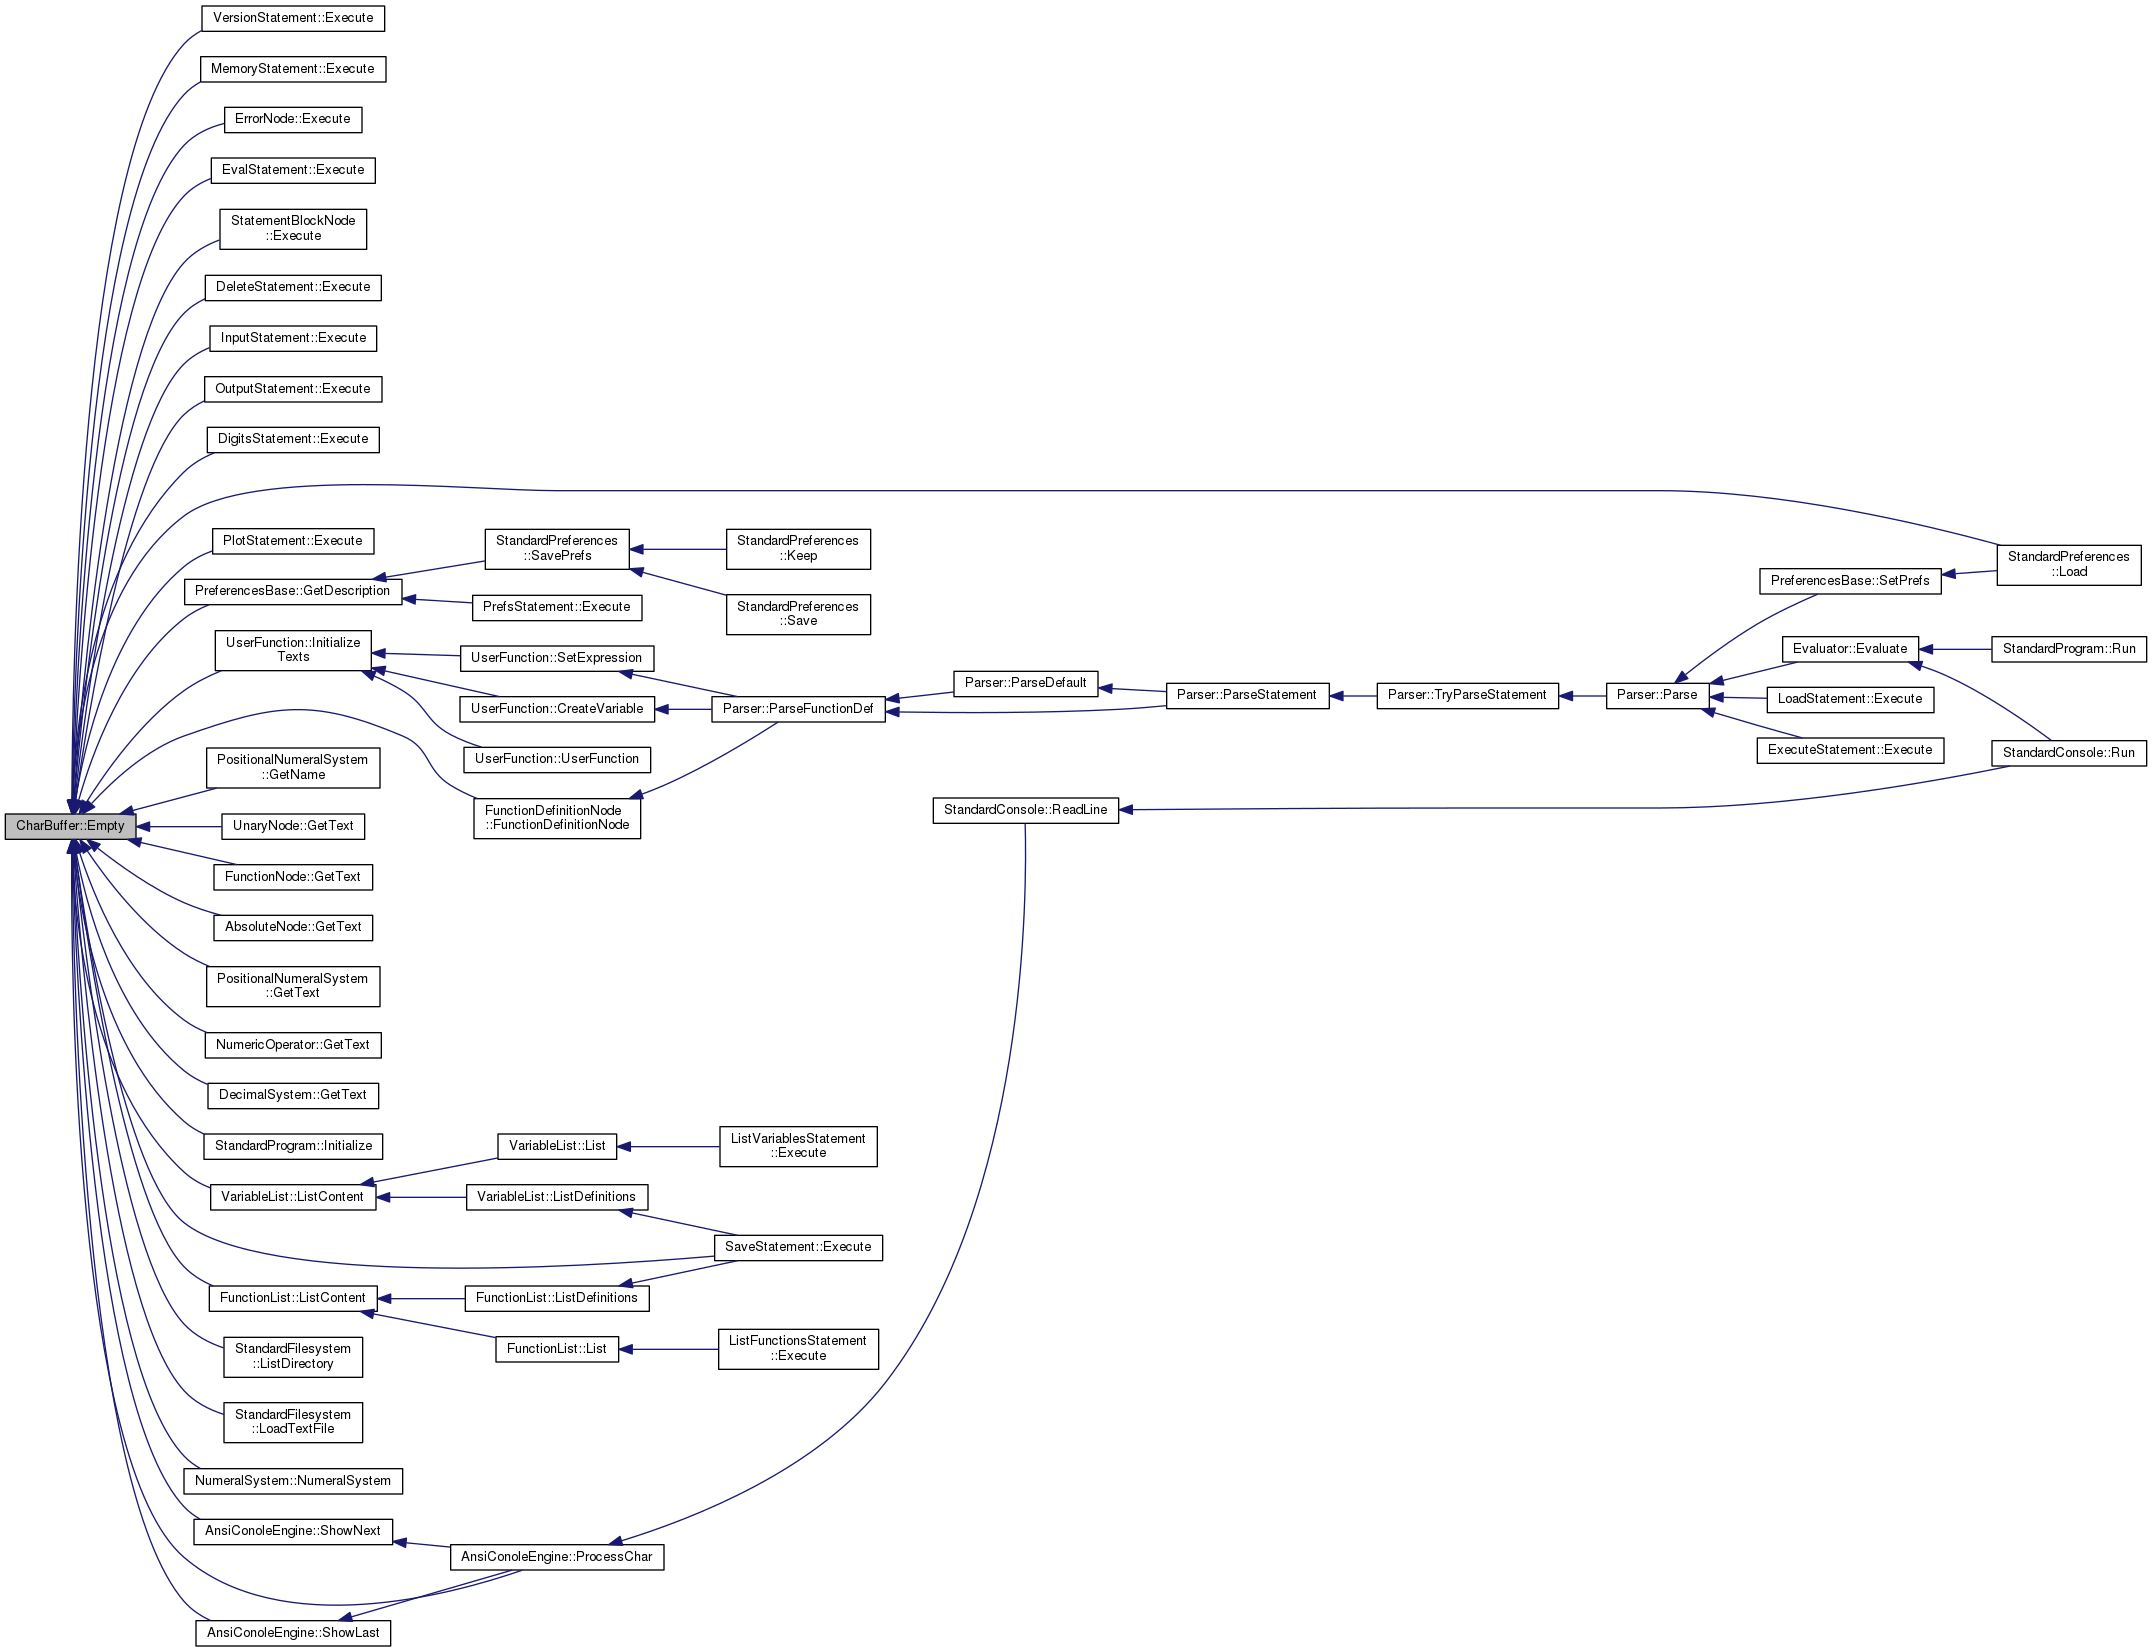 VersionStatement::Execute
MemoryStatement::Execute
ErrorNode::Execute
EvalStatement::Execute
StatementBlockNode
::Execute
DeleteStatement::Execute
InputStatement::Execute
OutputStatement::Execute
DigitsStatement::Execute
PlotStatement::Execute
PreferencesBase::GetDescription
UserFunction::Initialize
Texts
PositionalNumeralSystem
::GetName
CharBuffer::Empty
UnaryNode::GetText
FunctionNode::GetText
AbsoluteNode::GetText
PositionalNumeralSystem
::GetText
NumericOperator::GetText
DecimalSystem::GetText
StandardProgram::Initialize
VariableList::ListContent
FunctionList::ListContent
StandardFilesystem
::ListDirectory
StandardFilesystem
::LoadTextFile
NumeralSystem::NumeralSystem
AnsiConoleEngine::ShowNext
AnsiConoleEngine::ShowLast
StandardPreferences
::SavePrefs
PrefsStatement::Execute
UserFunction::SetExpression
UserFunction::CreateVariable
UserFunction::UserFunction
FunctionDefinitionNode
::FunctionDefinitionNode
VariableList::List
VariableList::ListDefinitions
FunctionList::ListDefinitions
FunctionList::List
AnsiConoleEngine::ProcessChar
StandardPreferences
::Keep
StandardPreferences
::Save
Parser::ParseFunctionDef
ListVariablesStatement
::Execute
SaveStatement::Execute
ListFunctionsStatement
::Execute
Parser::ParseDefault
StandardConsole::ReadLine
Parser::ParseStatement
Parser::TryParseStatement
Parser::Parse
PreferencesBase::SetPrefs
Evaluator::Evaluate
LoadStatement::Execute
ExecuteStatement::Execute
StandardPreferences
::Load
StandardProgram::Run
StandardConsole::Run